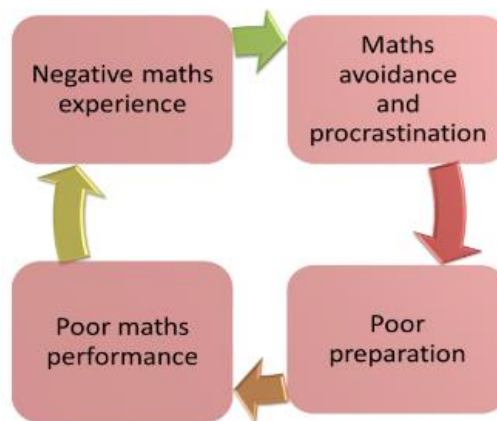 Negative maths
experience
Maths
avoidance
and
procrastination
Poor
preparation
Poor maths
performance